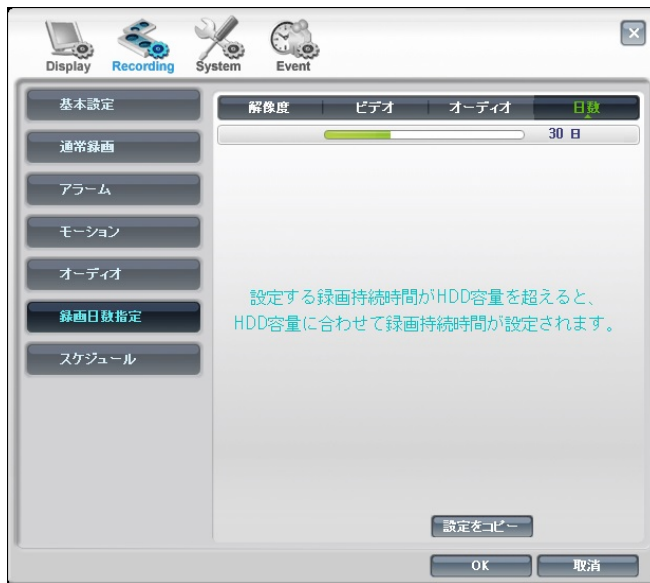 Display Recording System Event
基本設定
通常録画
アラーム
モーション
オーディオ
録画日数指定
スケジュール
解像度 ビデオ オーディオ 日数
30 日
設定する録画持続時間がHDD容量を超えると、
HDD容量に合わせて録画持続時間が設定されます。
設定をコピー
OK 取消